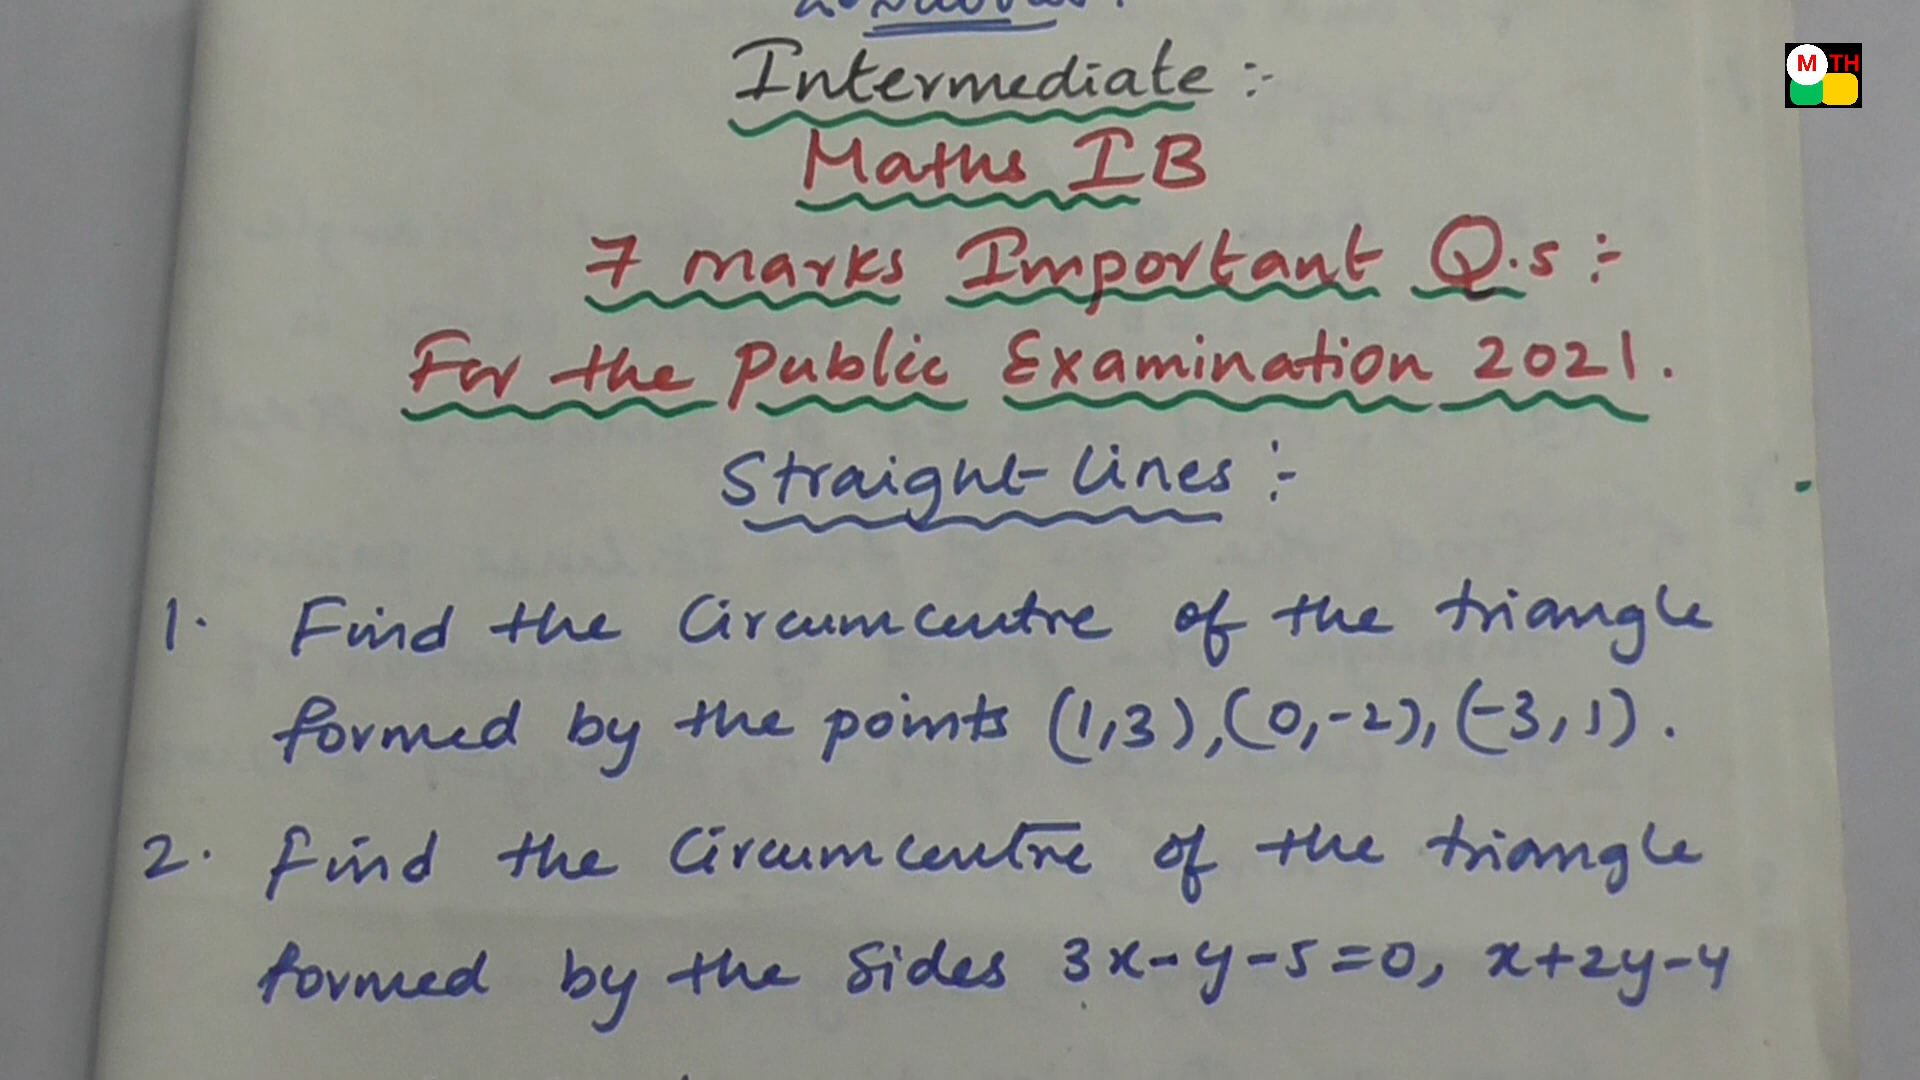 Intermediate :-
Maths IB
7 marks Important Q.s :-
For the Public Examination 2021.
Straight lines :-
1. Find the Circumcentre of the triangle
formed by the points (1,3),(0,-2),(-3,1).
2. Find the Circumcentre of the triangle
formed by the Sides 3x-y-5=0, x+2y-4
M TH